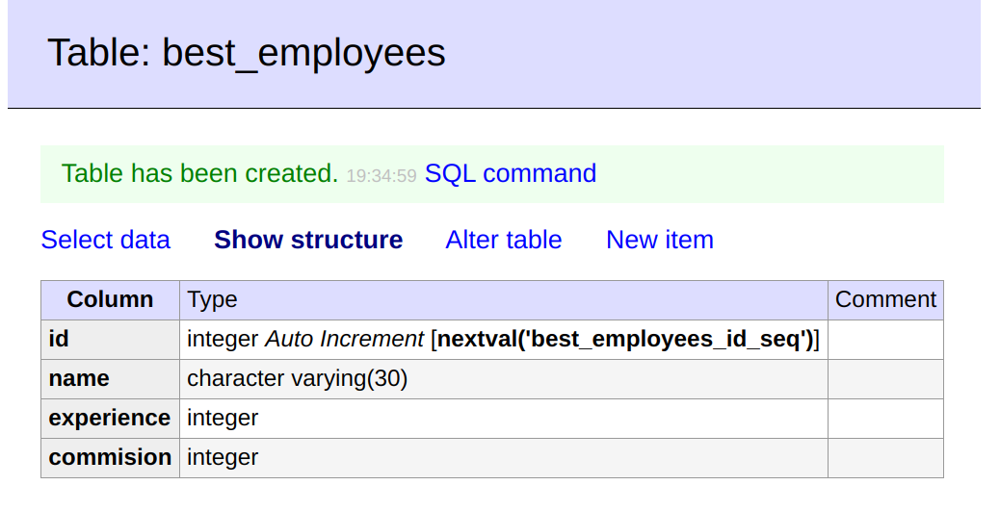 Table: best_employees
Table has been created. 19:34:59 SQL command
Select data Show structure Alter table New item
Column Type Comment
id integer Auto Increment [nextval('best_employees_id_seq')]
name character varying(30)
experience integer
commision integer